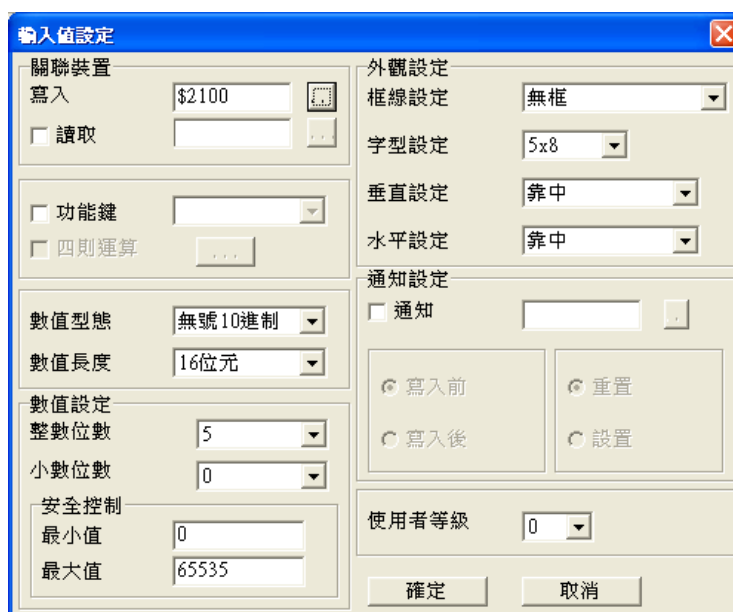 輸入值設定
關聯裝置
寫入 $2100 ...
讀取 ...
功能鍵
四則運算 ...
數值型態 無號10進制
數值長度 16位元
數值設定
整數位數 5
小數位數 0
安全控制
最小值 0
最大值 65535
外觀設定
框線設定 無框
字型設定 5x8
垂直設定 靠中
水平設定 靠中
通知設定
通知 .
寫入前 重置
寫入後 設置
使用者等級 0
確定 取消